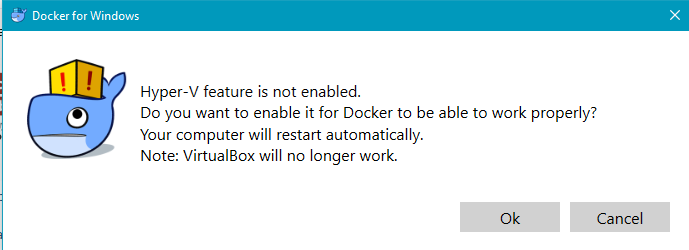 Docker for Windows
Hyper-V feature is not enabled.
Do you want to enable it for Docker to be able to work properly?
Your computer will restart automatically.
Note: VirtualBox will no longer work.
Ok
Cancel